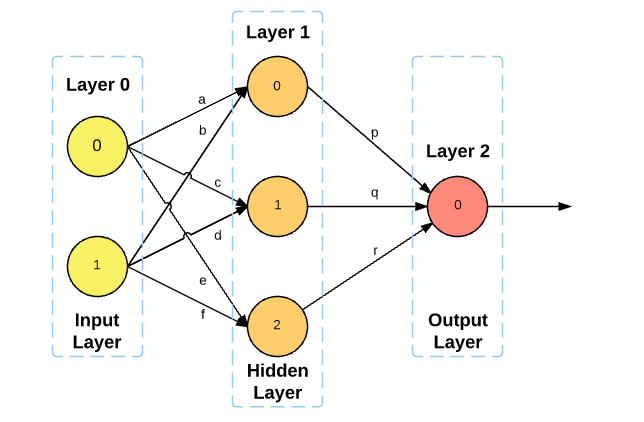 Layer 0
0
1
Input
Layer
a
b
c
d
e
f
Layer 1
0
1
2
Hidden
Layer
p
q
r
Layer 2
0
Output
Layer